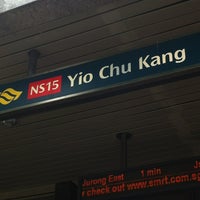 NS15 Yio Chu Kang
Jurong East 1 min
check out www.smrt.com.sg